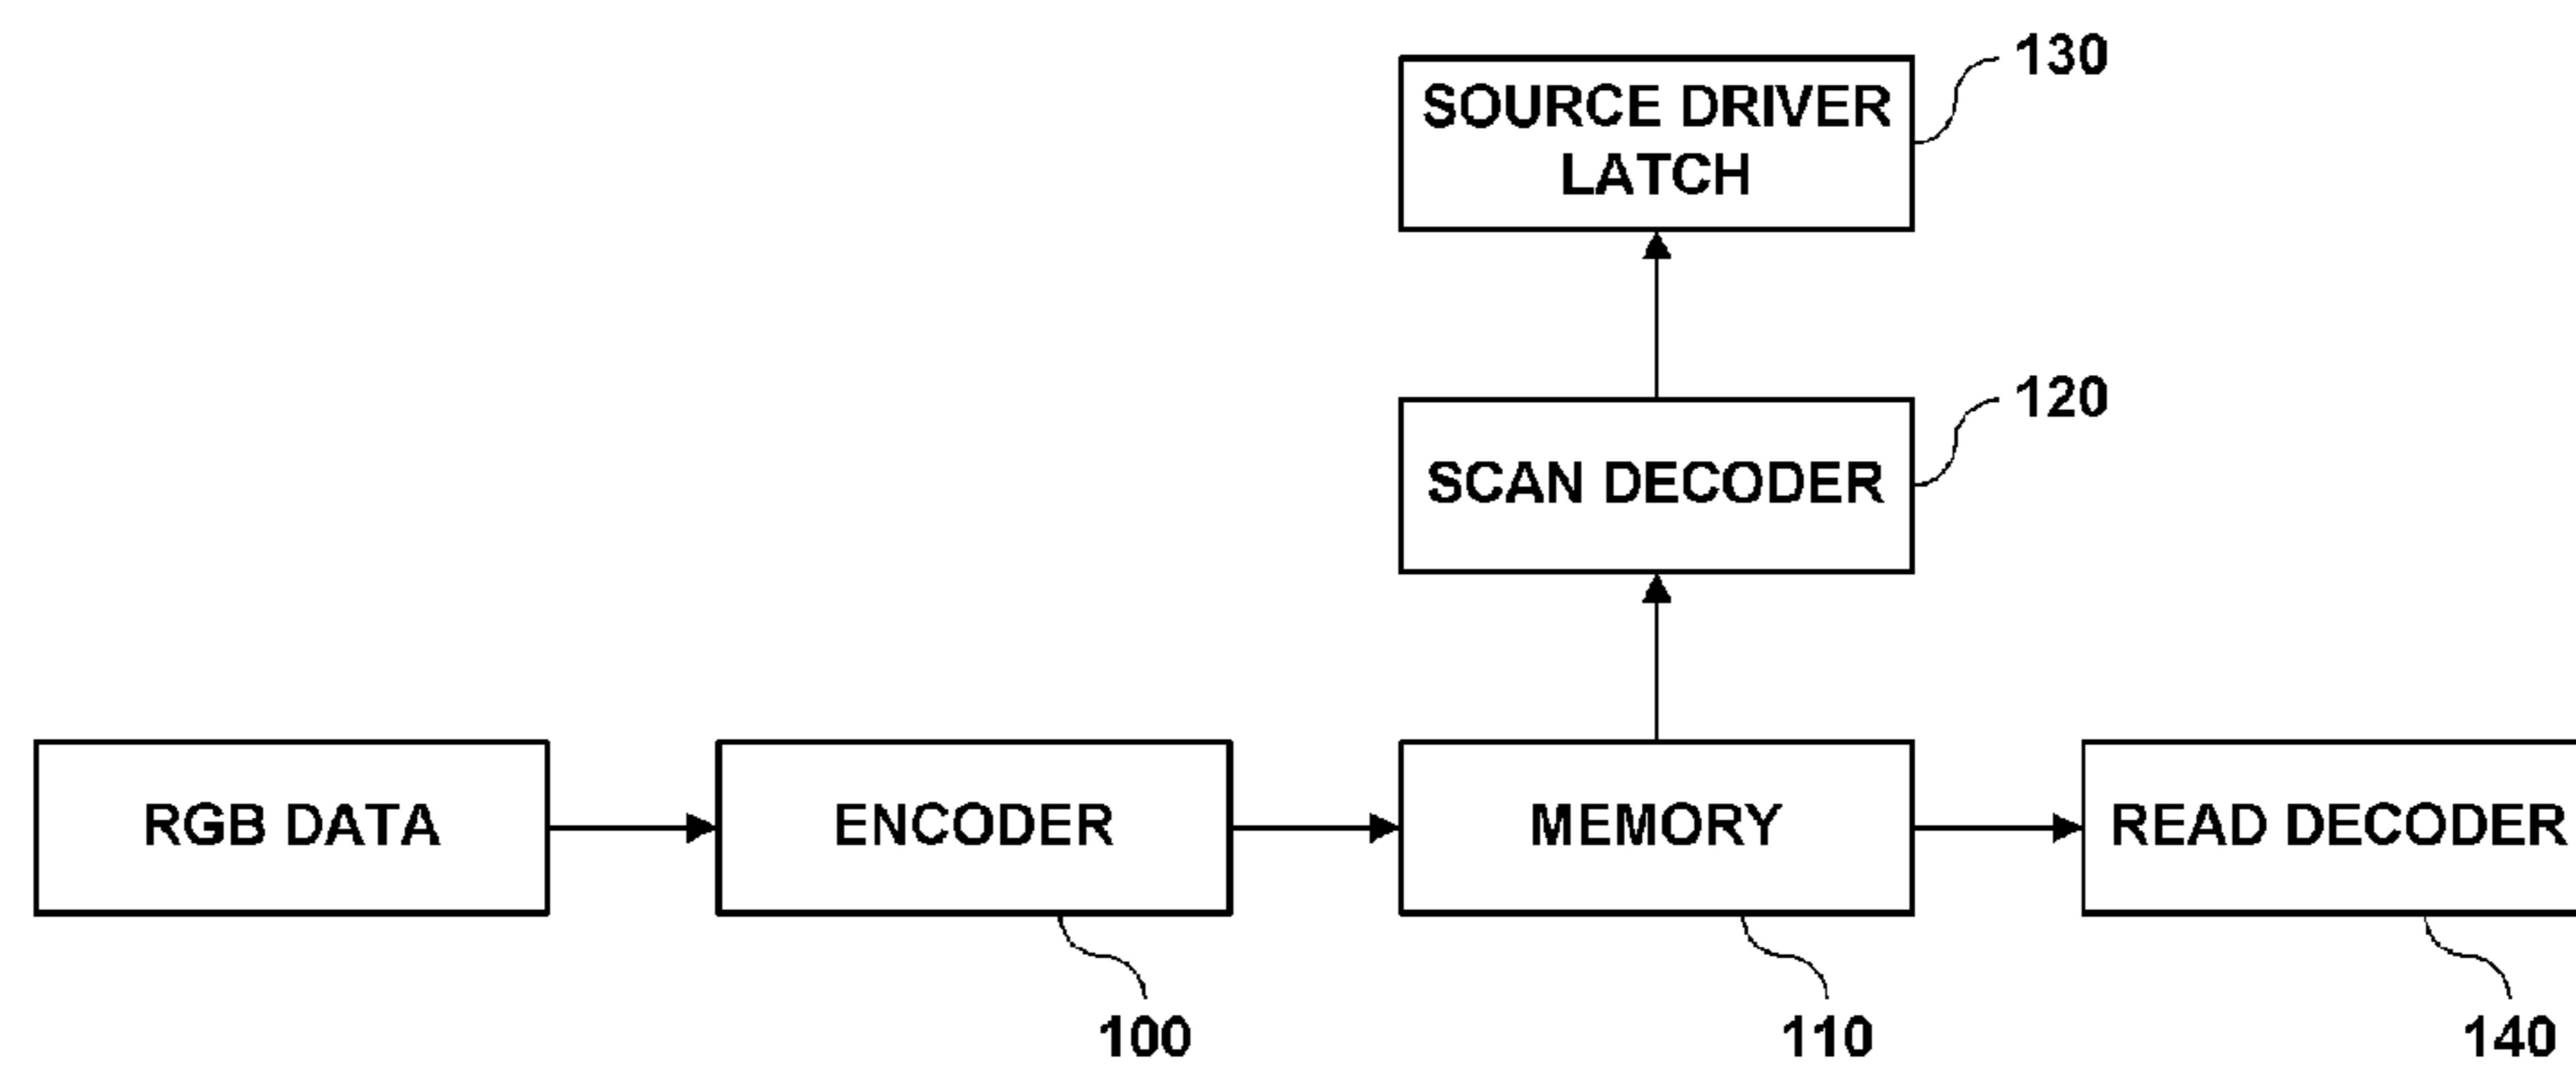 130
SOURCE DRIVER
LATCH
120
SCAN DECODER
RGB DATA
ENCODER
MEMORY
READ DECODER
100
110
140